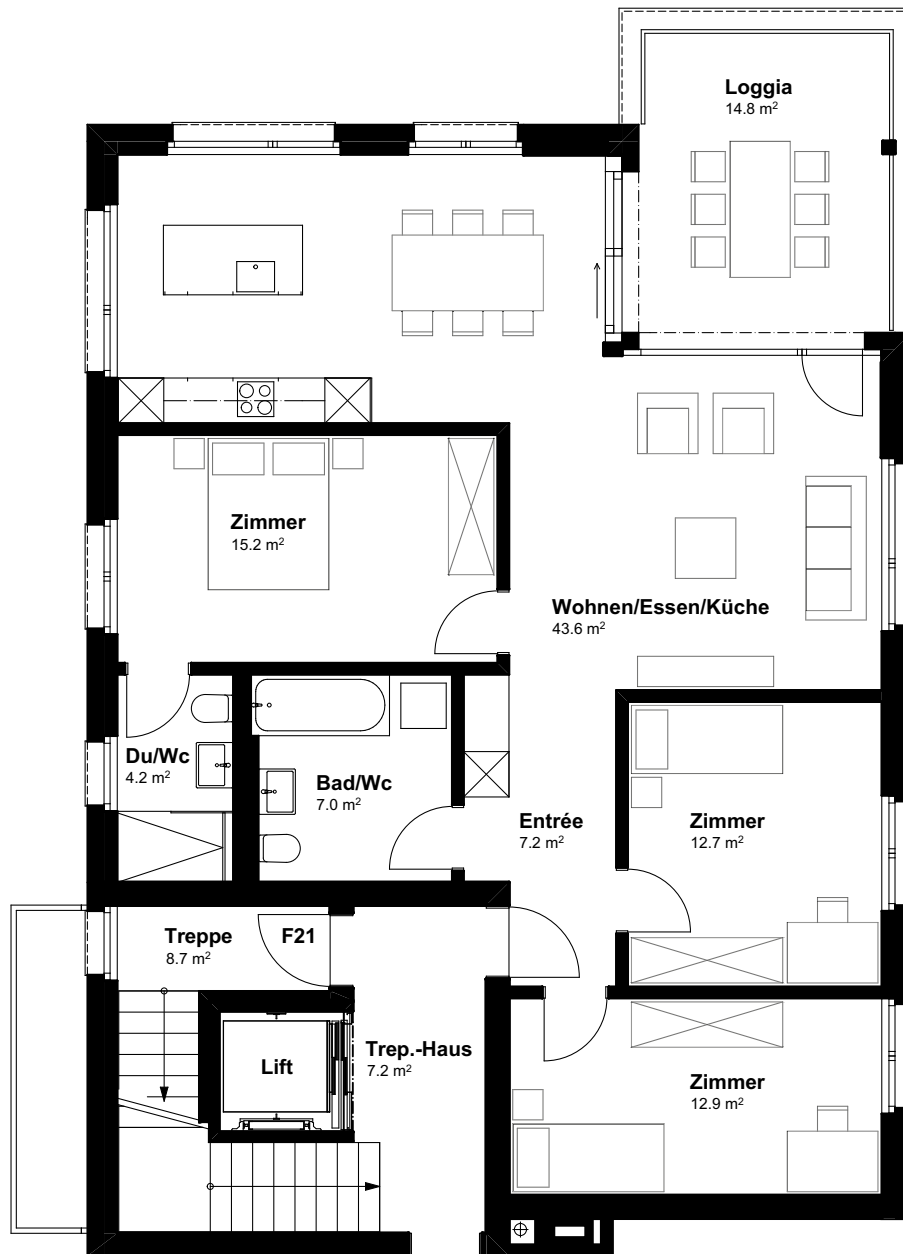 Loggia
14.8 m²
Zimmer
15.2 m²
Wohnen/Essen/Küche
43.6 m²
Du/Wc
4.2 m²
Bad/Wc
7.0 m²
Entrée
7.2 m²
Zimmer
12.7 m²
Treppe
8.7 m²
F21
Lift
Trep.-Haus
7.2 m²
Zimmer
12.9 m²